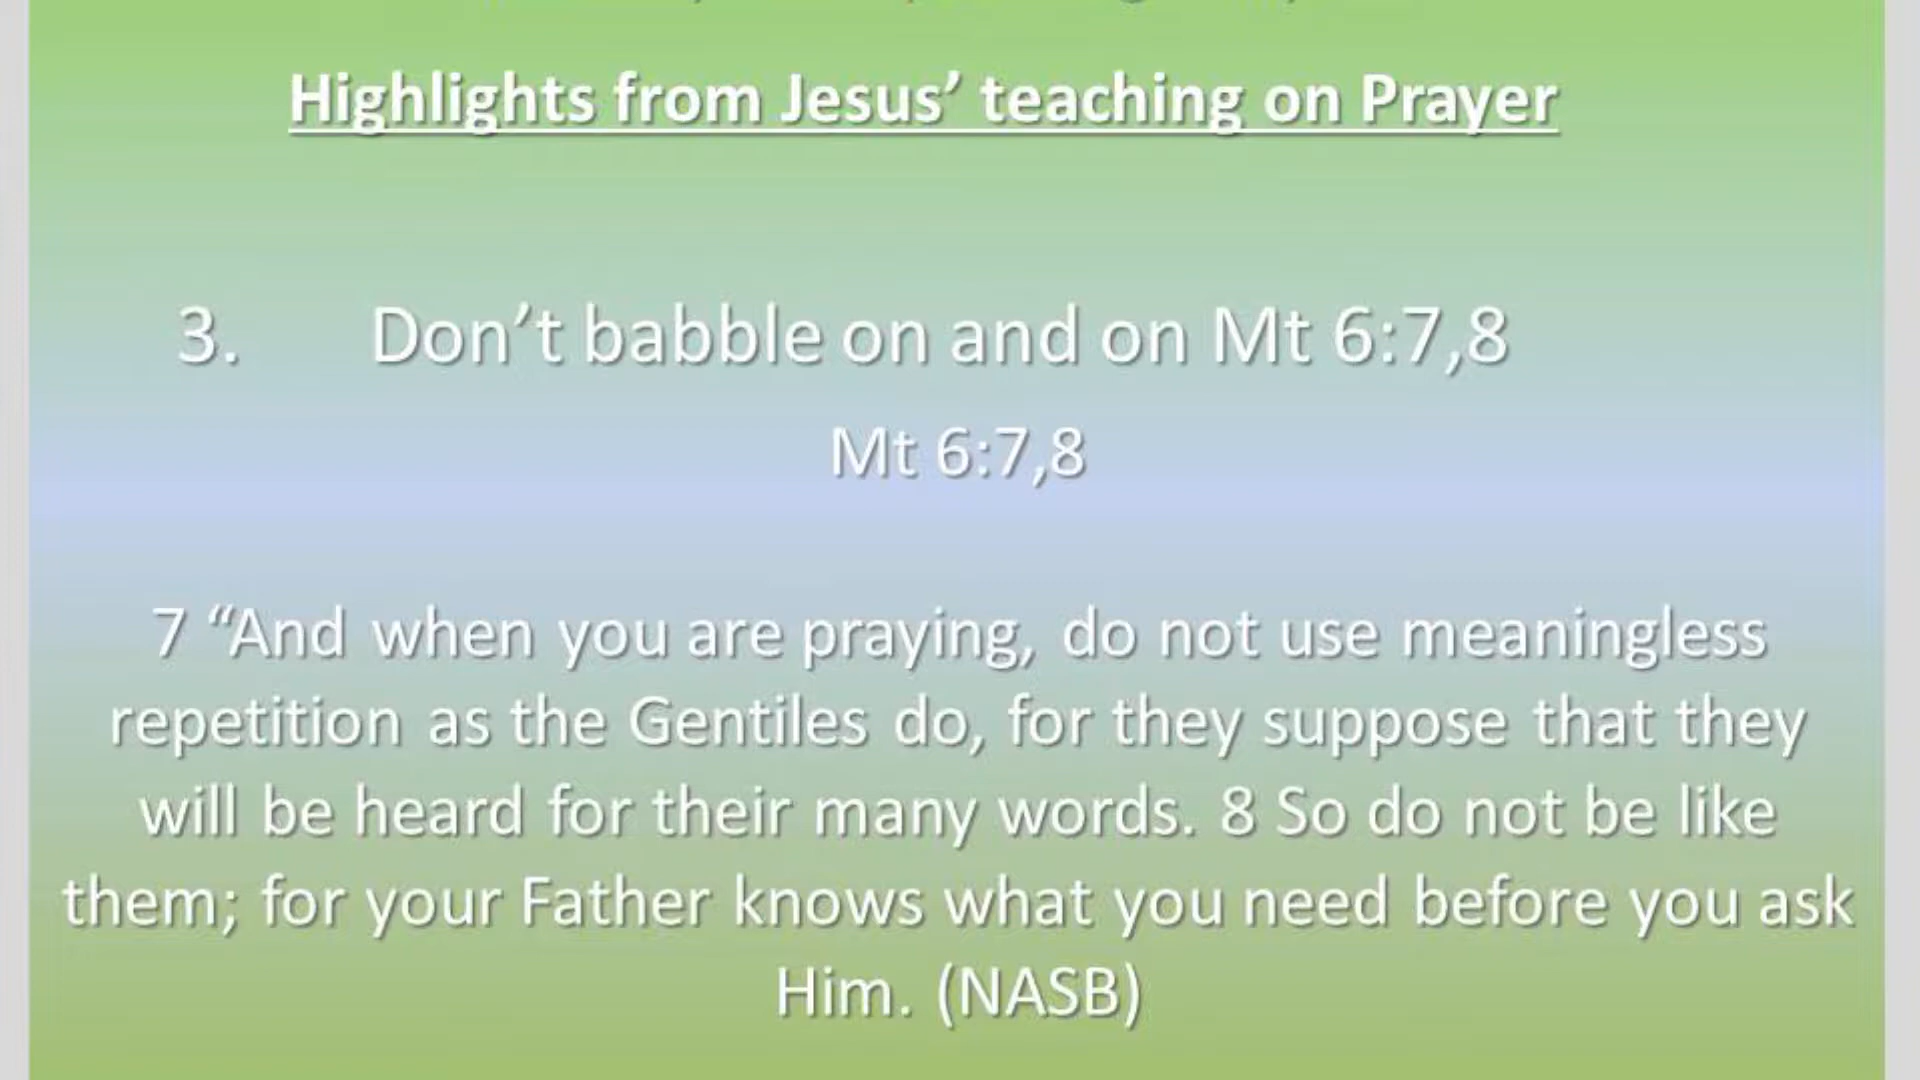 Highlights from Jesus’ teaching on Prayer
3. Don’t babble on and on Mt 6:7,8
Mt 6:7,8
7 “And when you are praying, do not use meaningless
repetition as the Gentiles do, for they suppose that they
will be heard for their many words. 8 So do not be like
them; for your Father knows what you need before you ask
Him. (NASB)